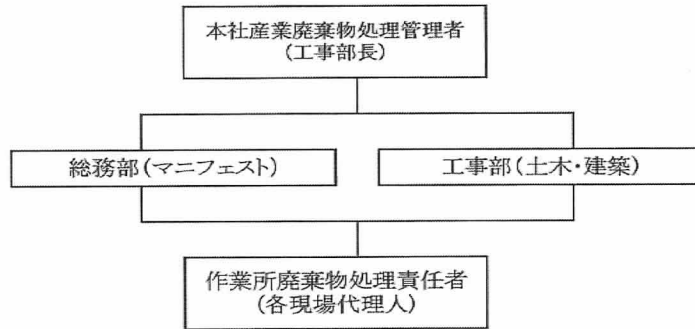 本社産業廃棄物処理管理者
(工事部長)
総務部(マニフェスト)
工事部(土木・建築)
作業所廃棄物処理責任者
(各現場代理人)